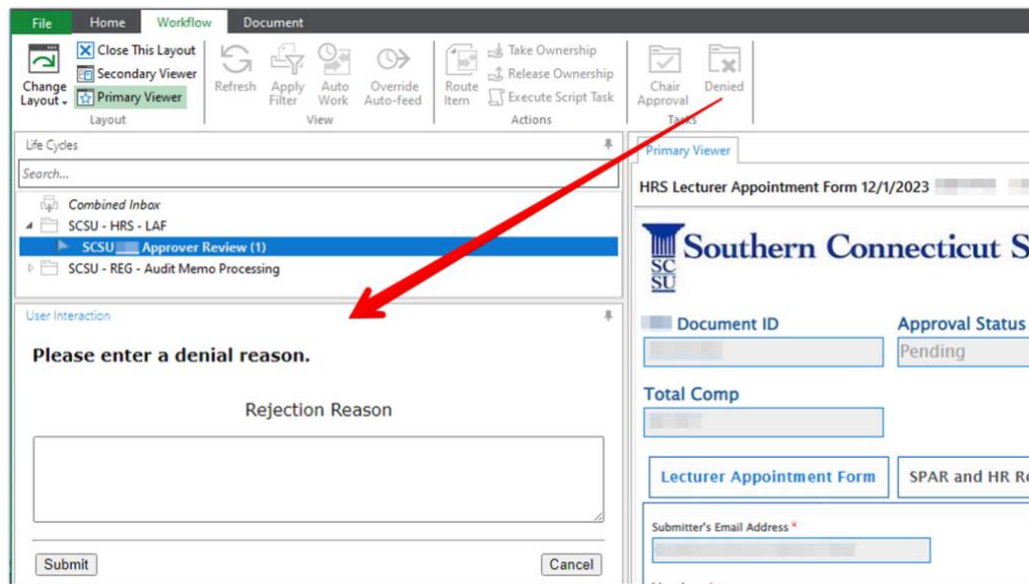 File Home Workflow Document
Change Layout
Close This Layout
Secondary Viewer
Primary Viewer
Layout
Refresh
Apply Filter
Auto Work
Override Auto-feed
View
Route Item
Take Ownership
Release Ownership
Execute Script Task
Actions
Chair Approval
Denied
Tasks
Life Cycles
Search...
Combined Inbox
SCSU - HRS - LAF
SCSU Approver Review (1)
SCSU - REG - Audit Memo Processing
User Interaction
Please enter a denial reason.
Rejection Reason
Submit Cancel
Primary Viewer
HRS Lecturer Appointment Form 12/1/2023
SC
SU
Southern Connecticut S
Document ID Approval Status
Pending
Total Comp
Lecturer Appointment Form SPAR and HR Re
Submitter's Email Address *